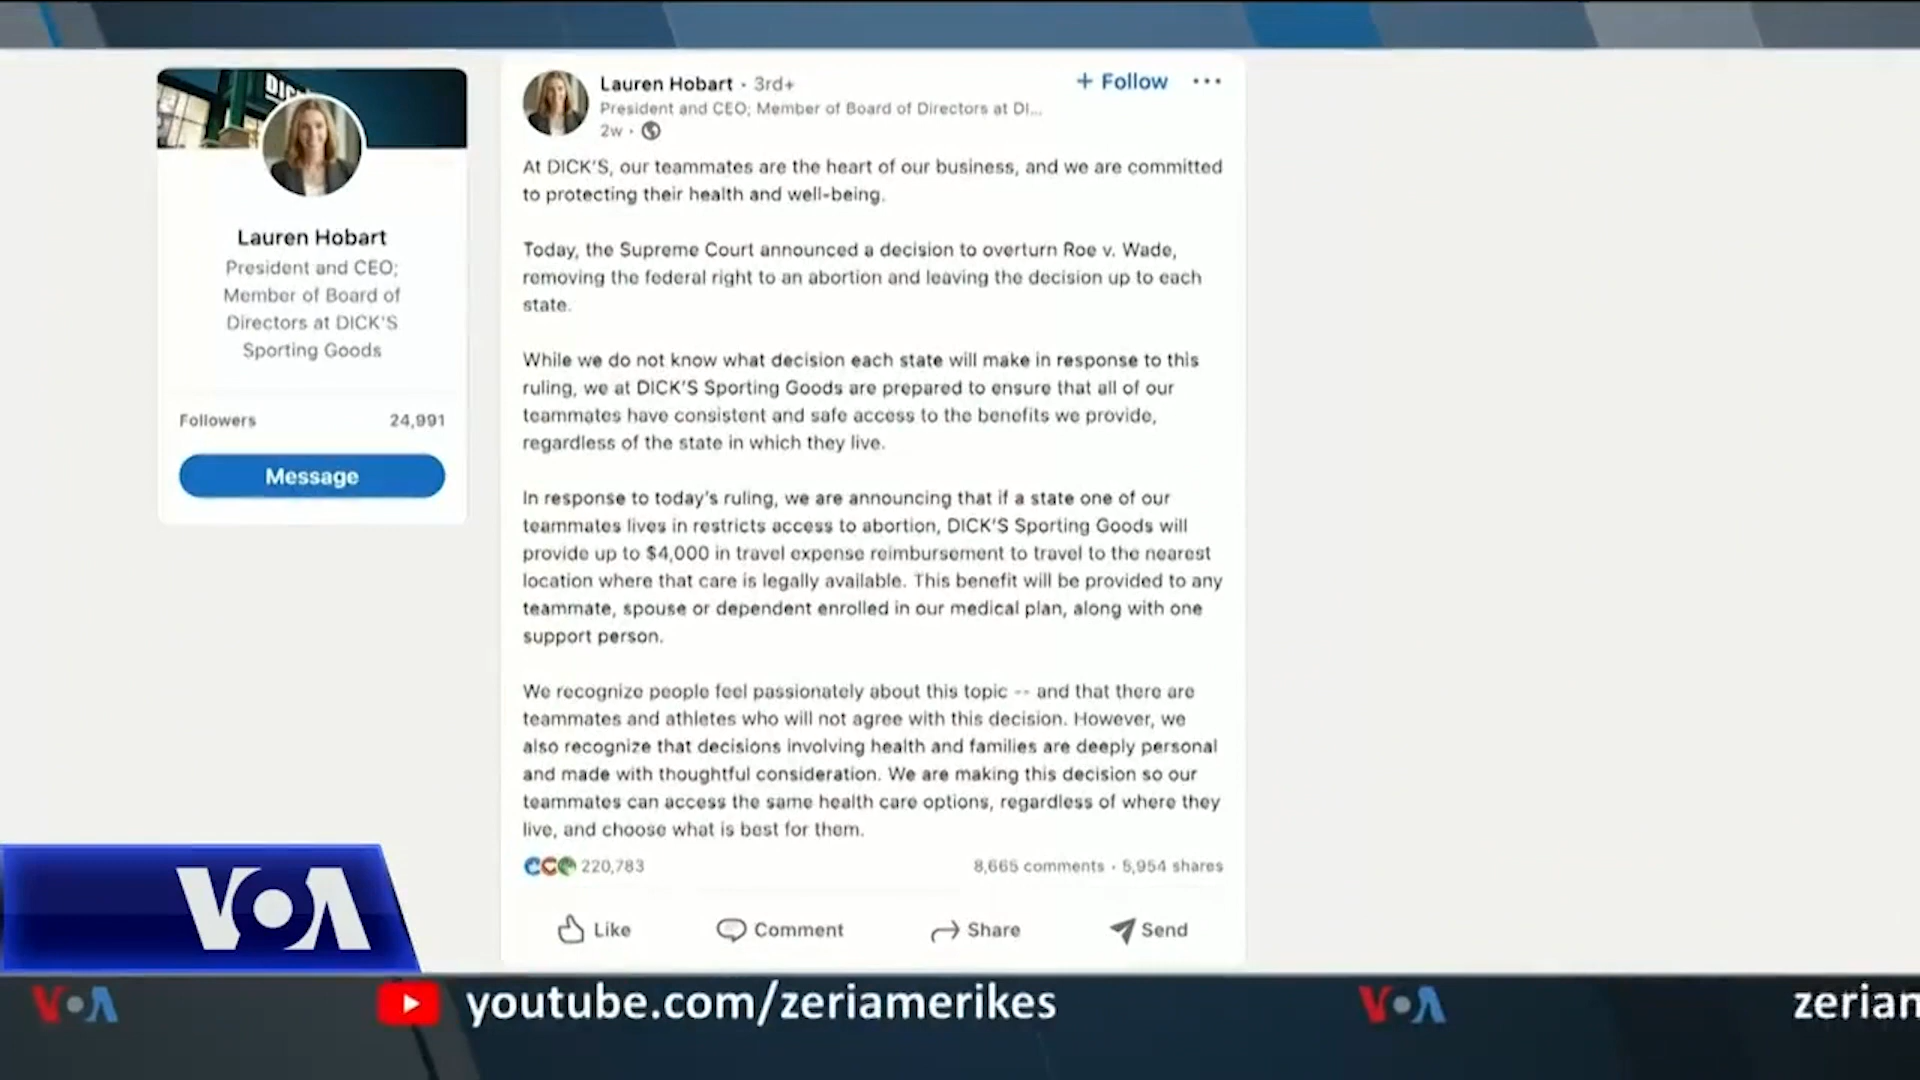 DICK
Lauren Hobart
President and CEO;
Member of Board of
Directors at DICK'S
Sporting Goods
Followers 24,991
Message
Lauren Hobart · 3rd+
+ Follow ...
President and CEO; Member of Board of Directors at DI...
2w ·
At DICK'S, our teammates are the heart of our business, and we are committed
to protecting their health and well-being.
Today, the Supreme Court announced a decision to overturn Roe v. Wade,
removing the federal right to an abortion and leaving the decision up to each
state.
While we do not know what decision each state will make in response to this
ruling, we at DICK'S Sporting Goods are prepared to ensure that all of our
teammates have consistent and safe access to the benefits we provide,
regardless of the state in which they live.
In response to today's ruling, we are announcing that if a state one of our
teammates lives in restricts access to abortion, DICK'S Sporting Goods will
provide up to $4,000 in travel expense reimbursement to travel to the nearest
location where that care is legally available. This benefit will be provided to any
teammate, spouse or dependent enrolled in our medical plan, along with one
support person.
We recognize people feel passionately about this topic -- and that there are
teammates and athletes who will not agree with this decision. However, we
also recognize that decisions involving health and families are deeply personal
and made with thoughtful consideration. We are making this decision so our
teammates can access the same health care options, regardless of where they
live, and choose what is best for them.
220,783
8,665 comments · 5,954 shares
Like Comment Share Send
VOA
VOA youtube.com/zeriamerikes VOA zeriam